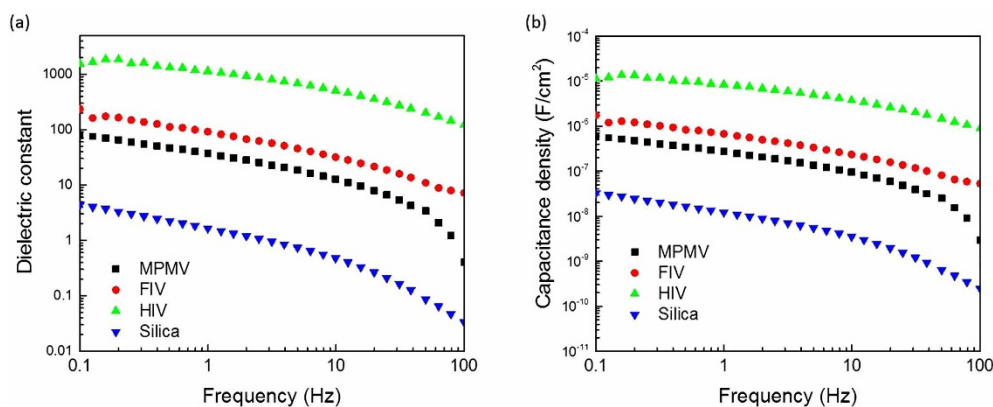 (a)
Dielectric constant
1000
100
10
1
0.1
0.01
MPMV
FIV
HIV
Silica
0.1 1 10 100
Frequency (Hz)
(b)
Capacitance density (F/cm²)
10⁻⁴
10⁻⁵
10⁻⁶
10⁻⁷
10⁻⁸
10⁻⁹
10⁻¹⁰
10⁻¹¹
MPMV
FIV
HIV
Silica
0.1 1 10 100
Frequency (Hz)